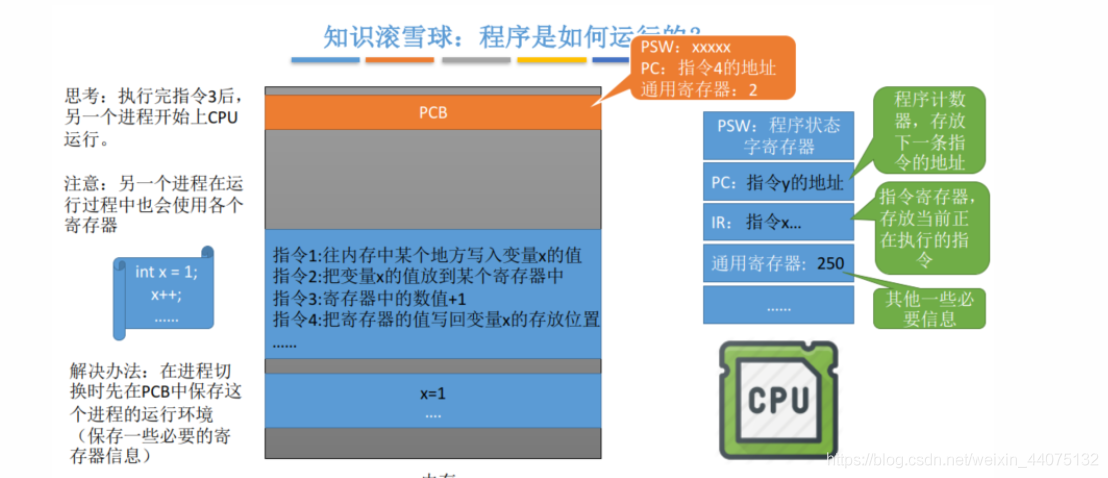 知识滚雪球：程序是如何运行的？
PSW：xxxxx
PC：指令4的地址
通用寄存器：2
思考：执行完指令3后，
另一个进程开始上CPU
运行。
注意：另一个进程在运
行过程中也会使用各个
寄存器
int x = 1;
x++;
……
解决办法：在进程切
换时先在PCB中保存这
个进程的运行环境
（保存一些必要的寄
存器信息）
PCB
指令1:往内存中某个地方写入变量x的值
指令2:把变量x的值放到某个寄存器中
指令3:寄存器中的数值+1
指令4:把寄存器的值写回变量x的存放位置
……
x=1
....
PSW：程序状态
字寄存器
PC：指令y的地址
IR： 指令x...
通用寄存器：250
……
程序计数
器，存放
下一条指
令的地址
指令寄存器，
存放当前正
在执行的指
令
其他一些必
要信息
CPU
https://blog.csdn.net/weixin_44075132